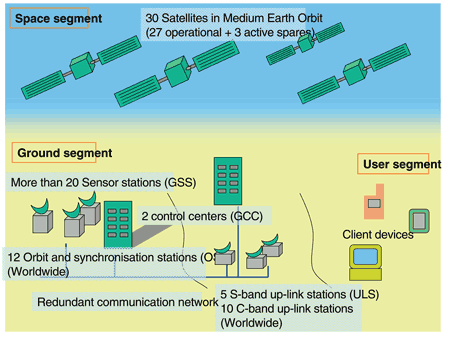 Space segment
30 Satellites in Medium Earth Orbit
(27 operational + 3 active spares)
Ground segment
User segment
More than 20 Sensor stations (GSS)
2 control centers (GCC)
Client devices
12 Orbit and synchronisation stations (OS
(Worldwide)
Redundant communication network
5 S-band up-link stations (ULS)
10 C-band up-link stations
(Worldwide)